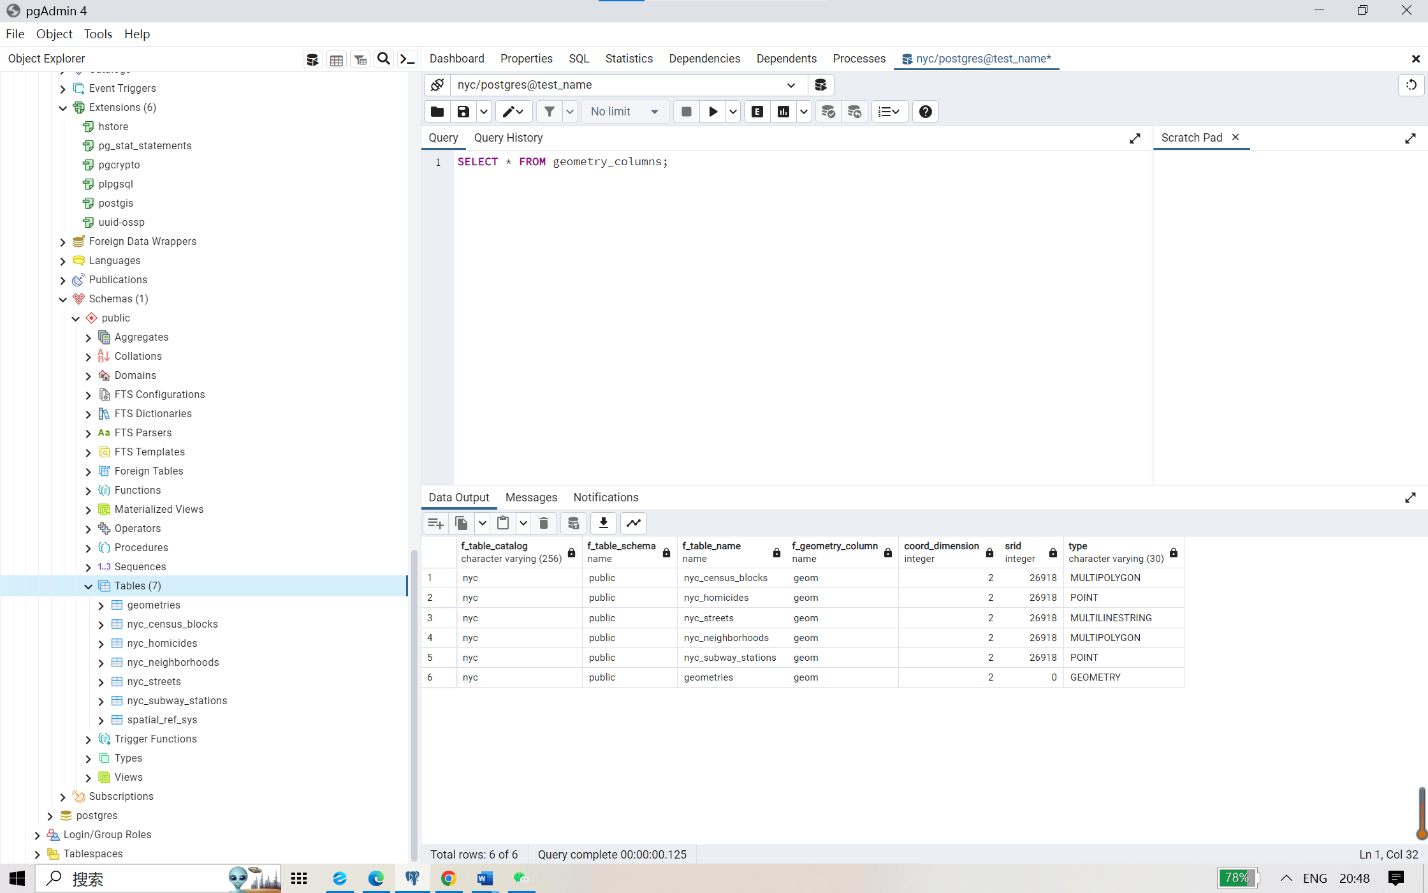 pgAdmin 4
File Object Tools Help
Object Explorer
Dashboard Properties SQL Statistics Dependencies Dependents Processes nyc/postgres@test_name*
nyc/postgres@test_name
No limit
Query Query History
Scratch Pad
1 SELECT * FROM geometry_columns;
Event Triggers
Extensions (6)
hstore
pg_stat_statements
pgcrypto
plpgsql
postgis
uuid-ossp
Foreign Data Wrappers
Languages
Publications
Schemas (1)
public
Aggregates
Collations
Domains
FTS Configurations
FTS Dictionaries
Aa FTS Parsers
FTS Templates
Foreign Tables
Functions
Materialized Views
Operators
Procedures
1..3 Sequences
Tables (7)
geometries
nyc_census_blocks
nyc_homicides
nyc_neighborhoods
nyc_streets
nyc_subway_stations
spatial_ref_sys
Trigger Functions
Types
Views
Subscriptions
postgres
Login/Group Roles
Tablespaces
Data Output Messages Notifications
f_table_catalog f_table_schema f_table_name f_geometry_column coord_dimension srid type
character varying (256) name name name integer integer character varying (30)
1 nyc public nyc_census_blocks geom 2 26918 MULTIPOLYGON
2 nyc public nyc_homicides geom 2 26918 POINT
3 nyc public nyc_streets geom 2 26918 MULTILINESTRING
4 nyc public nyc_neighborhoods geom 2 26918 MULTIPOLYGON
5 nyc public nyc_subway_stations geom 2 26918 POINT
6 nyc public geometries geom 2 0 GEOMETRY
Total rows: 6 of 6 Query complete 00:00:00.125 Ln 1, Col 32
搜索
78% ENG 20:48